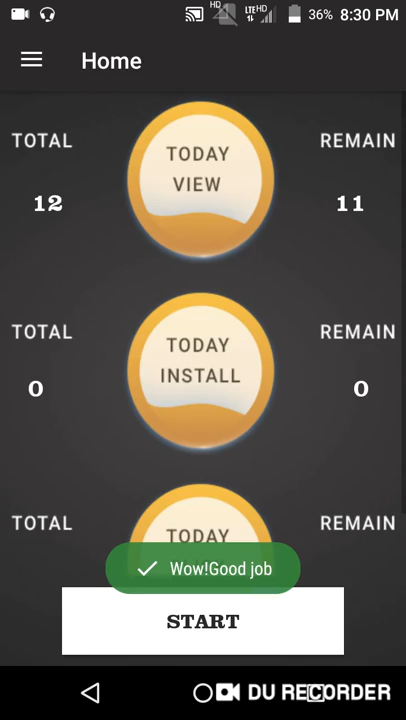 HD LTE HD 36% 8:30 PM
Home
TOTAL
TODAY
VIEW
REMAIN
12
11
TOTAL
TODAY
INSTALL
REMAIN
0
0
TOTAL
TODAY
REMAIN
Wow!Good job
START
DU RECORDER